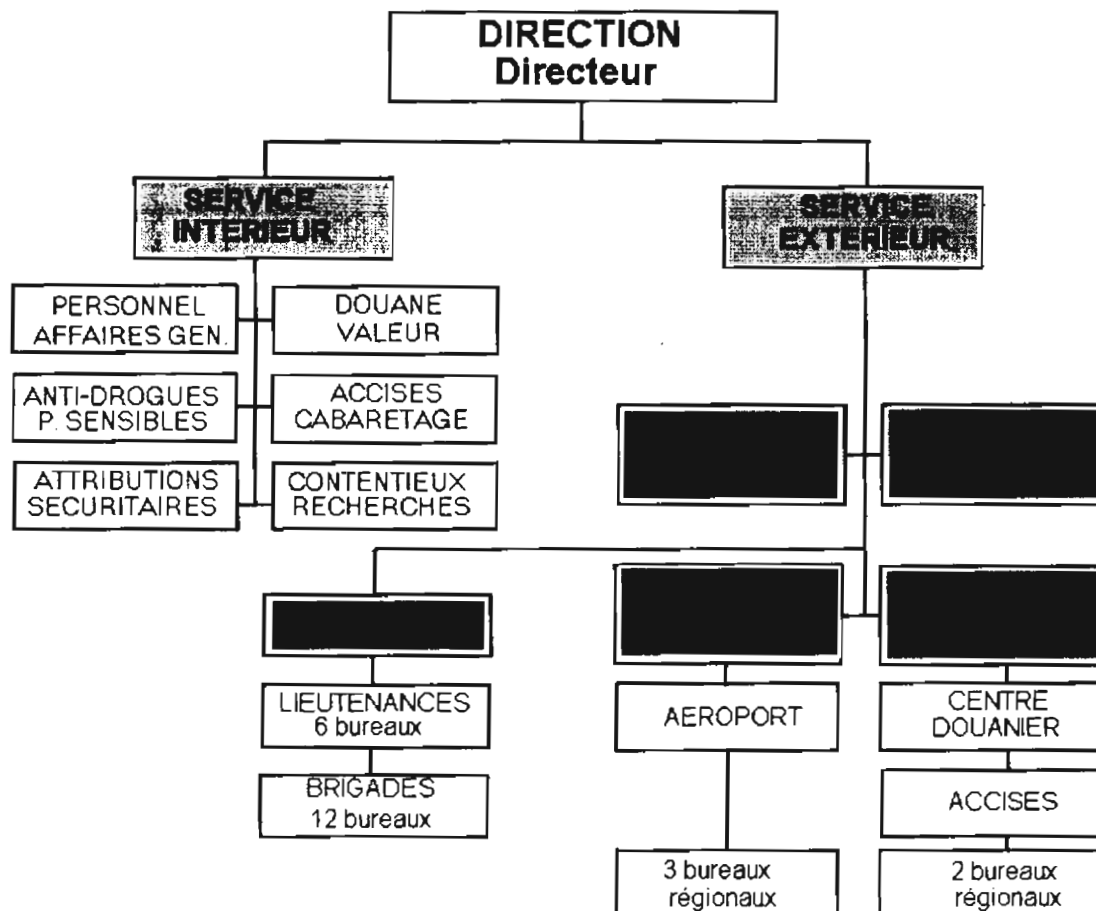 DIRECTION
Directeur
SERVICE
INTERIEUR
SERVICE
EXTERIEUR
PERSONNEL
AFFAIRES GEN.
DOUANE
VALEUR
ANTI-DROGUES
P. SENSIBLES
ACCISES
CABARETAGE
ATTRIBUTIONS
SECURITAIRES
CONTENTIEUX
RECHERCHES
LIEUTENANCES
6 bureaux
AEROPORT
CENTRE
DOUANIER
BRIGADES
12 bureaux
ACCISES
3 bureaux
régionaux
2 bureaux
régionaux